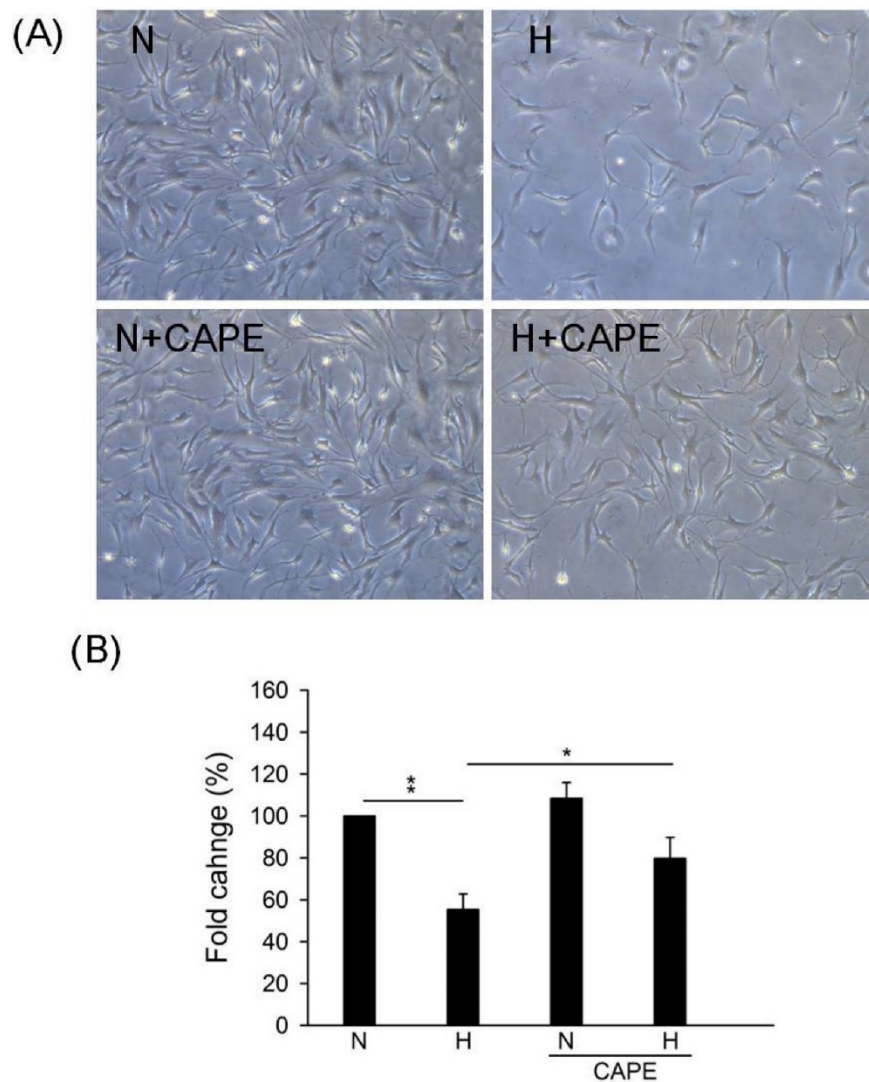 (A)
N
H
N+CAPE
H+CAPE
(B)
Fold cahnge (%)
160
140
120
100
80
60
40
20
0
**
*
N
H
N
H
CAPE